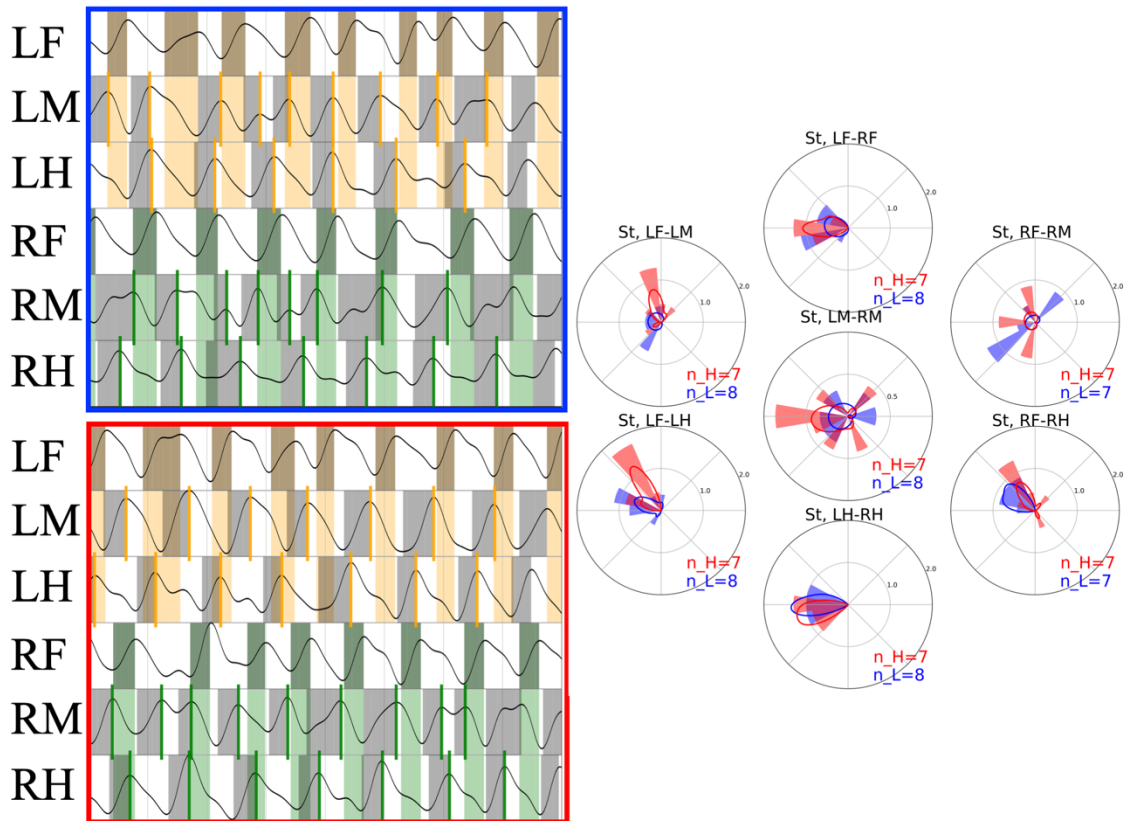 LF
LM
LH
RF
RM
RH
LF
LM
LH
RF
RM
RH
St, LF-RF
2.0
1.0
n_H=7
n_L=8
St, LF-LM
2.0
1.0
n_H=7
n_L=8
St, RF-RM
2.0
1.0
n_H=7
n_L=7
St, LM-RM
0.5
n_H=7
n_L=8
St, LF-LH
2.0
1.0
n_H=7
n_L=8
St, RF-RH
2.0
1.0
n_H=7
n_L=7
St, LH-RH
2.0
1.0
n_H=7
n_L=8